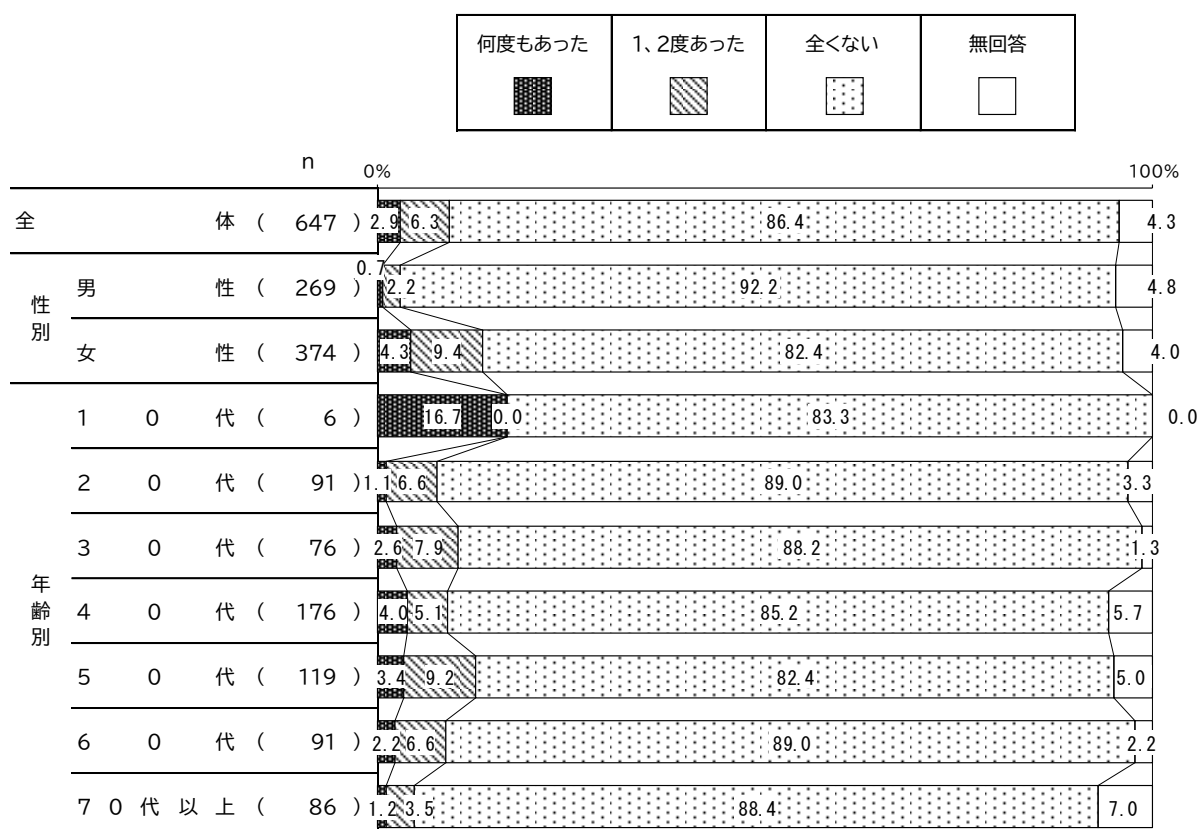 何度もあった 1、2度あった 全くない 無回答
n
0% 100%
全体 ( 647 ) 2.9 6.3 86.4 4.3
性別
男性 ( 269 ) 0.7 2.2 92.2 4.8
女性 ( 374 ) 4.3 9.4 82.4 4.0
年齢別
10代 ( 6 ) 16.7 0.0 83.3 0.0
20代 ( 91 ) 1.1 6.6 89.0 3.3
30代 ( 76 ) 2.6 7.9 88.2 1.3
40代 ( 176 ) 4.0 5.1 85.2 5.7
50代 ( 119 ) 3.4 9.2 82.4 5.0
60代 ( 91 ) 2.2 6.6 89.0 2.2
70代以上 ( 86 ) 1.2 3.5 88.4 7.0